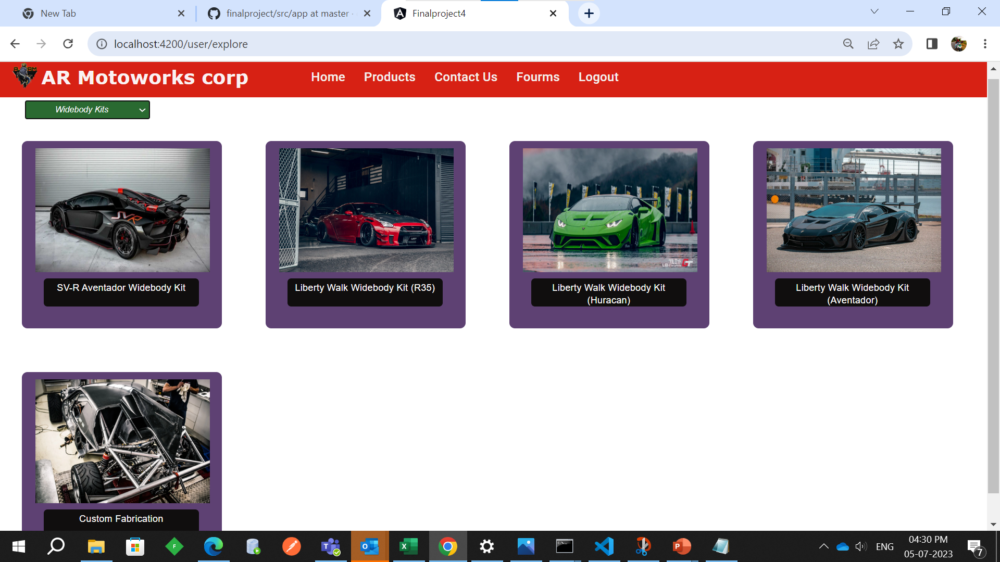 New Tab
finalproject/src/app at master ·
Finalproject4
localhost:4200/user/explore
AR Motoworks corp
Home
Products
Contact Us
Fourms
Logout
Widebody Kits
SV-R Aventador Widebody Kit
Liberty Walk Widebody Kit (R35)
Liberty Walk Widebody Kit
(Huracan)
Liberty Walk Widebody Kit
(Aventador)
Custom Fabrication
ENG
04:30 PM
05-07-2023
7